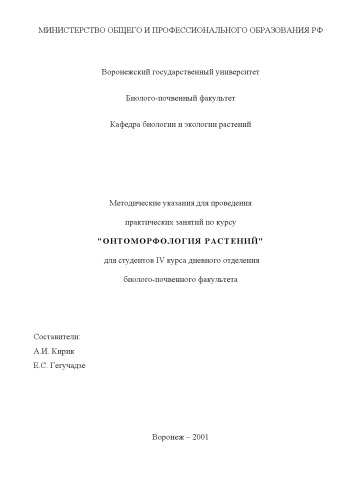 МИНИСТЕРСТВО ОБЩЕГО И ПРОФЕССИОНАЛЬНОГО ОБРАЗОВАНИЯ РФ
Воронежский государственный университет
Биолого-почвенный факультет
Кафедра биологии и экологии растений
Методические указания для проведения
практических занятий по курсу
"ОНТОМОРФОЛОГИЯ РАСТЕНИЙ"
для студентов IV курса дневного отделения
биолого-почвенного факультета
Составители:
А.И. Кирик
Е.С. Гегучадзе
Воронеж – 2001